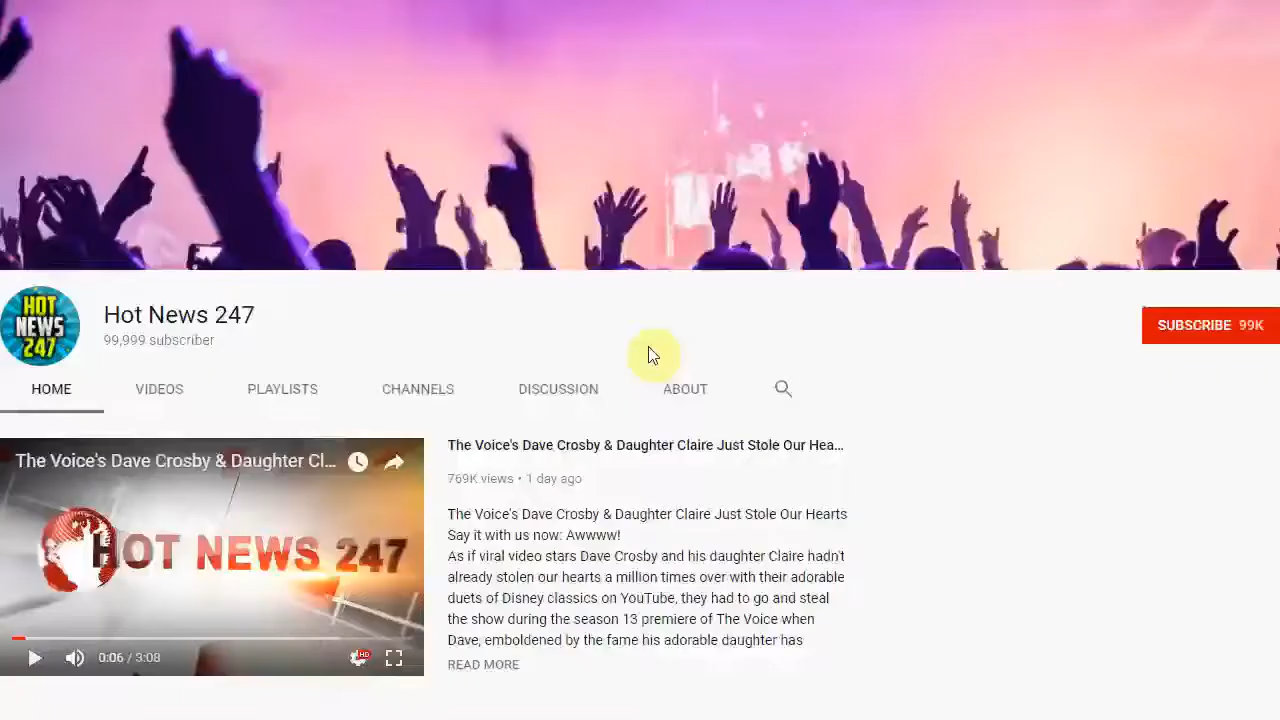 HOT
NEWS
247
Hot News 247
99,999 subscriber
SUBSCRIBE 99K
HOME VIDEOS PLAYLISTS CHANNELS DISCUSSION ABOUT
The Voice's Dave Crosby & Daughter Cl...
HOT NEWS 247
0:06 / 3:08
HD
The Voice's Dave Crosby & Daughter Claire Just Stole Our Hea...
769K views • 1 day ago
The Voice's Dave Crosby & Daughter Claire Just Stole Our Hearts
Say it with us now: Awwww!
As if viral video stars Dave Crosby and his daughter Claire hadn't
already stolen our hearts a million times over with their adorable
duets of Disney classics on YouTube, they had to go and steal
the show during the season 13 premiere of The Voice when
Dave, emboldened by the fame his adorable daughter has
READ MORE